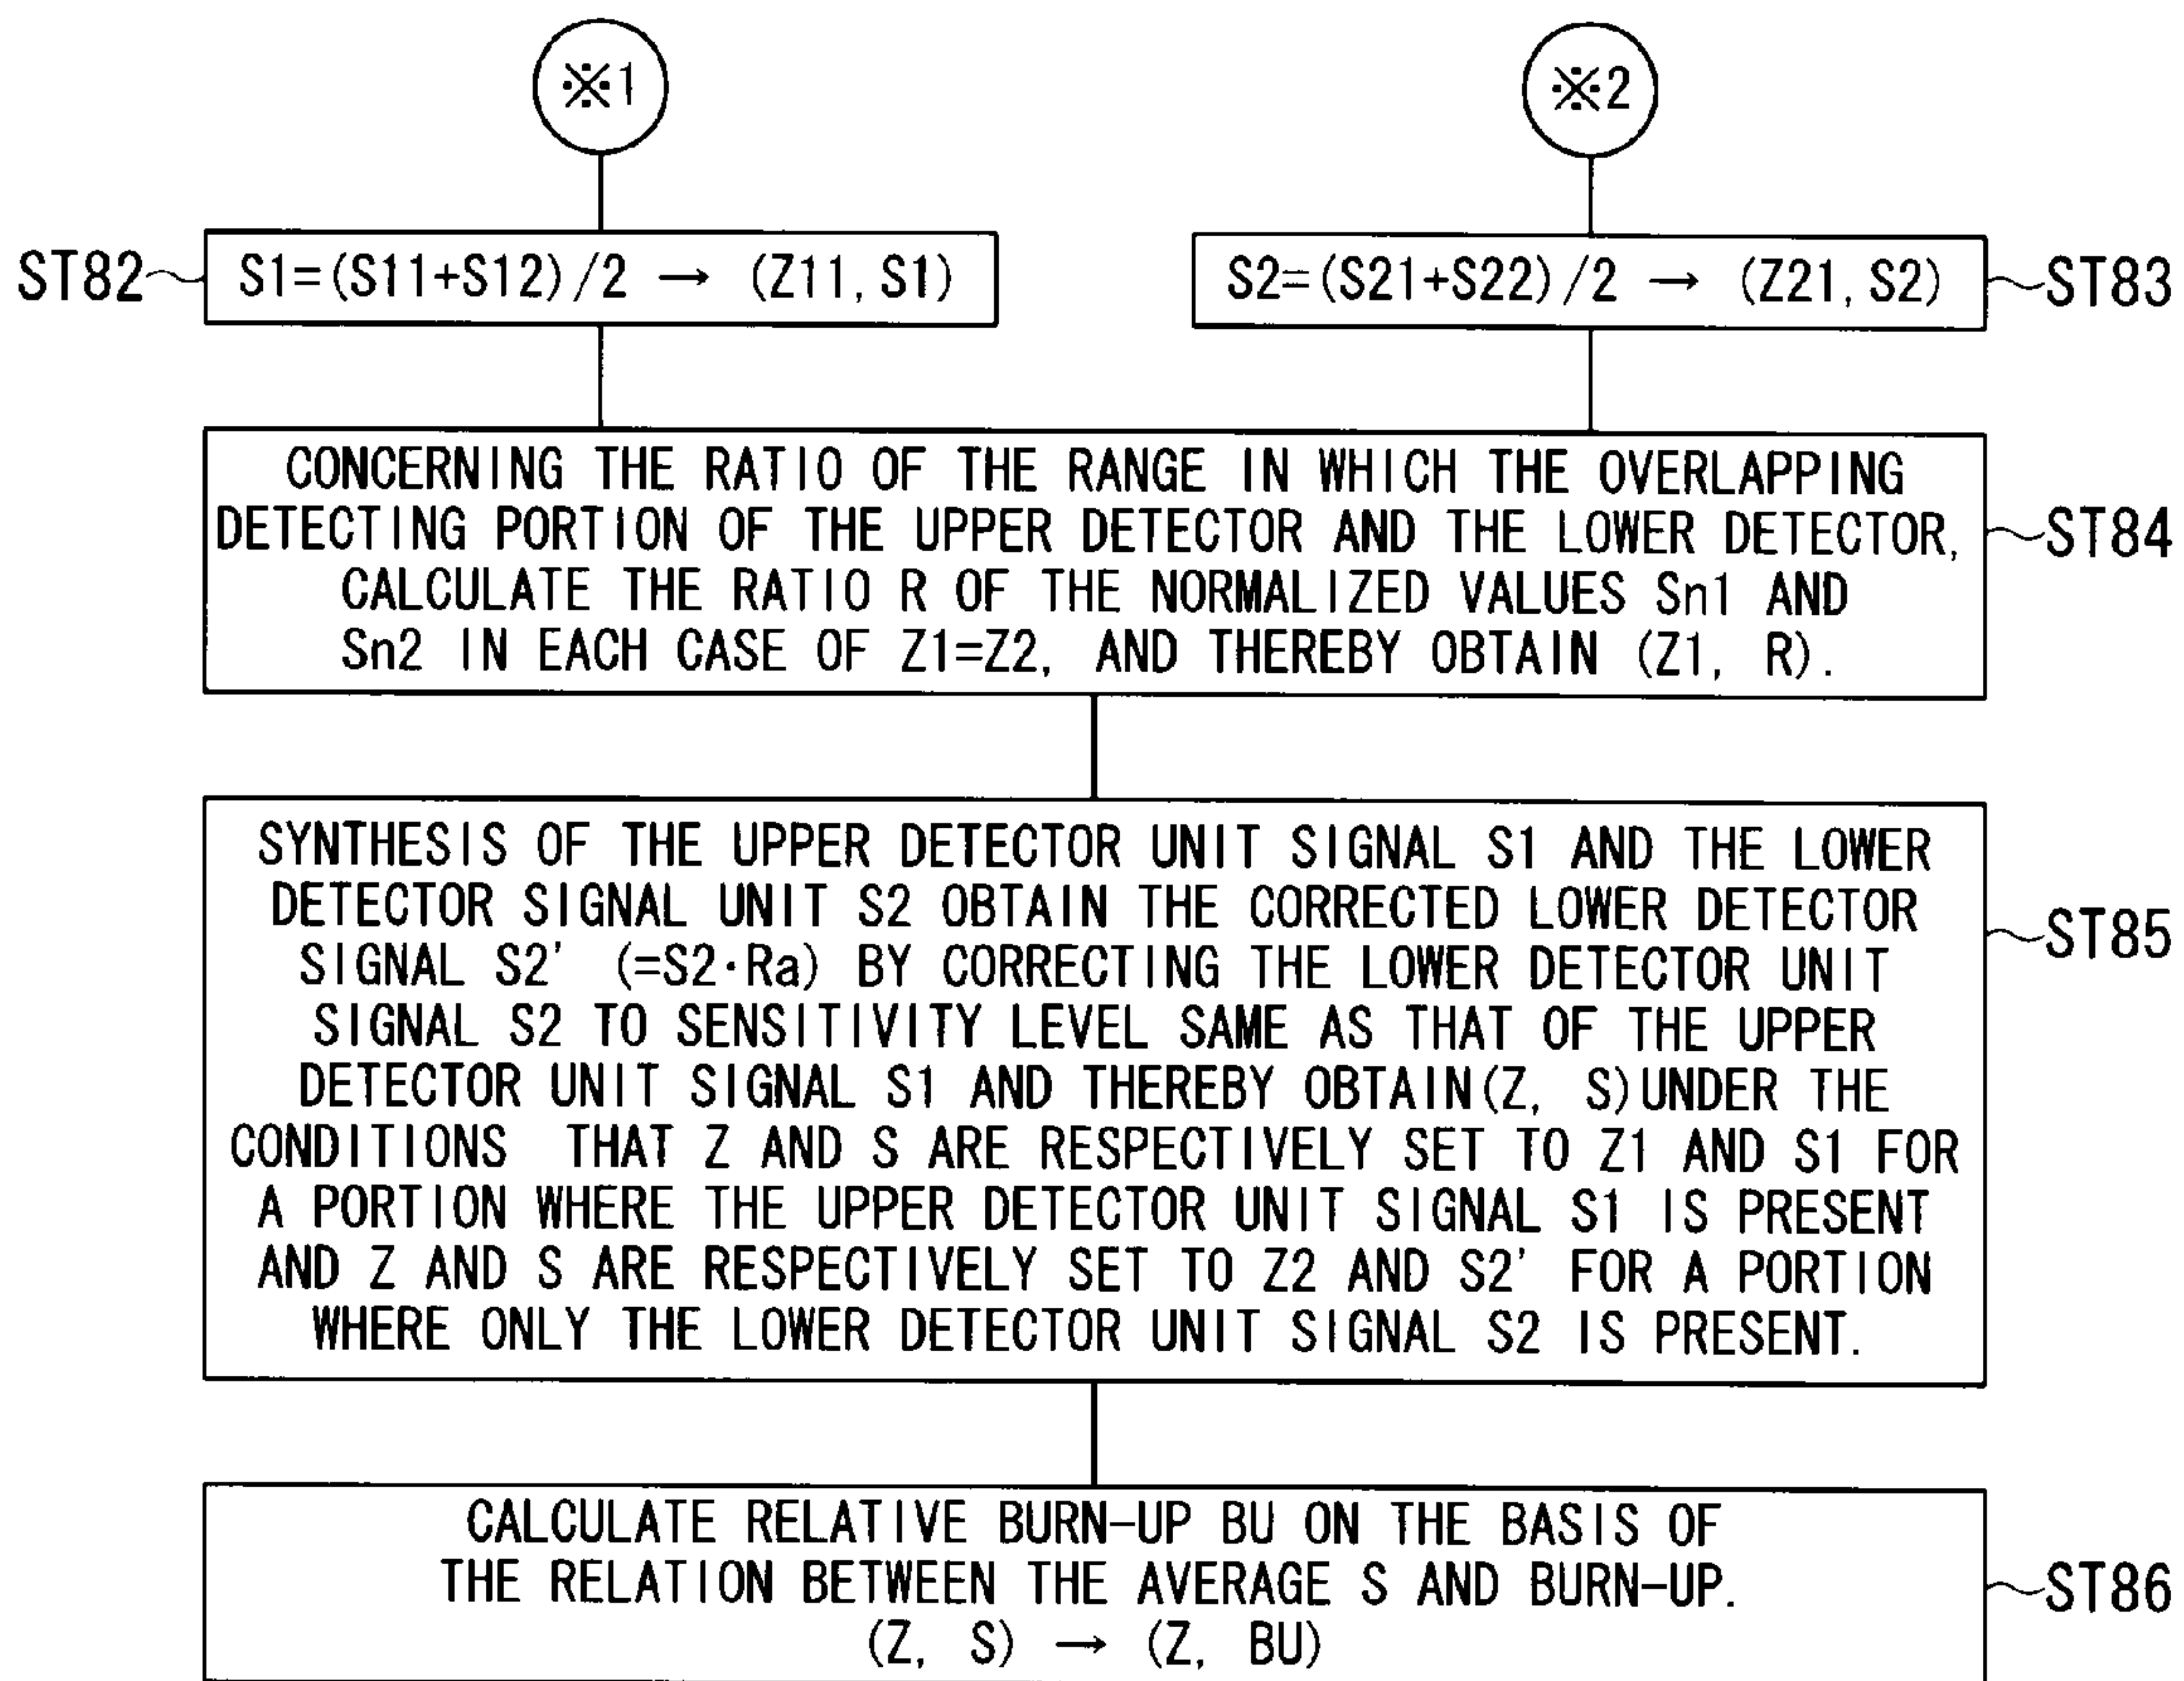 ※1
※2
ST82
S1=(S11+S12)/2 → (Z11, S1)
S2=(S21+S22)/2 → (Z21, S2)
ST83
CONCERNING THE RATIO OF THE RANGE IN WHICH THE OVERLAPPING
DETECTING PORTION OF THE UPPER DETECTOR AND THE LOWER DETECTOR,
CALCULATE THE RATIO R OF THE NORMALIZED VALUES Sn1 AND
Sn2 IN EACH CASE OF Z1=Z2, AND THEREBY OBTAIN (Z1, R).
ST84
SYNTHESIS OF THE UPPER DETECTOR UNIT SIGNAL S1 AND THE LOWER
DETECTOR SIGNAL UNIT S2 OBTAIN THE CORRECTED LOWER DETECTOR
SIGNAL S2' (=S2·Ra) BY CORRECTING THE LOWER DETECTOR UNIT
SIGNAL S2 TO SENSITIVITY LEVEL SAME AS THAT OF THE UPPER
DETECTOR UNIT SIGNAL S1 AND THEREBY OBTAIN(Z, S)UNDER THE
CONDITIONS THAT Z AND S ARE RESPECTIVELY SET TO Z1 AND S1 FOR
A PORTION WHERE THE UPPER DETECTOR UNIT SIGNAL S1 IS PRESENT
AND Z AND S ARE RESPECTIVELY SET TO Z2 AND S2' FOR A PORTION
WHERE ONLY THE LOWER DETECTOR UNIT SIGNAL S2 IS PRESENT.
ST85
CALCULATE RELATIVE BURN-UP BU ON THE BASIS OF
THE RELATION BETWEEN THE AVERAGE S AND BURN-UP.
(Z, S) → (Z, BU)
ST86